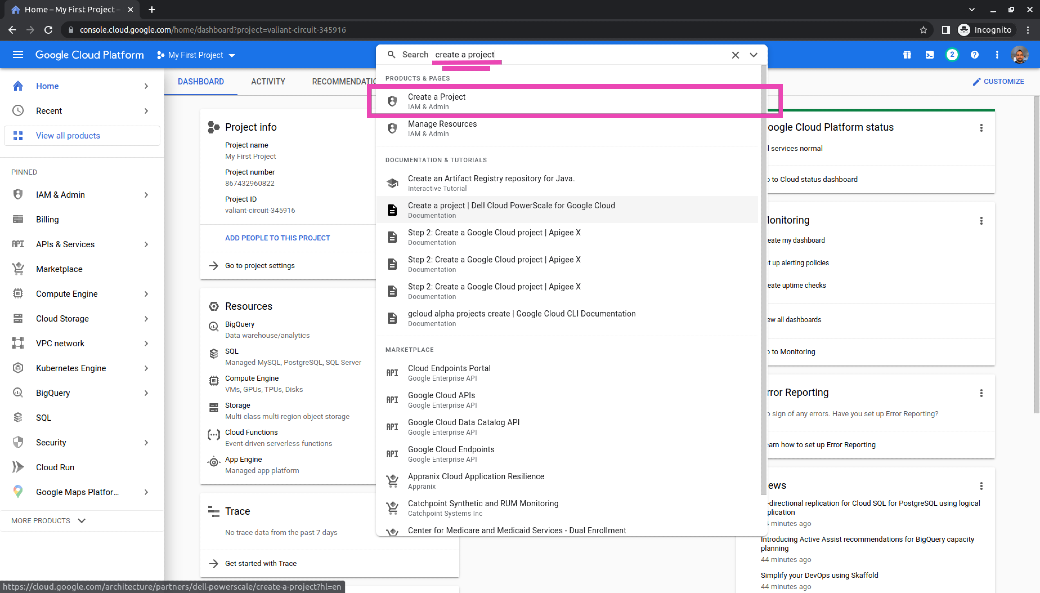 Home – My First Project –
console.cloud.google.com/home/dashboard?project=valiant-circuit-345916
Incognito
Google Cloud Platform
My First Project
Search create a project
2
Home
Recent
View all products
PINNED
IAM & Admin
Billing
APIs & Services
Marketplace
Compute Engine
Cloud Storage
VPC network
Kubernetes Engine
BigQuery
SQL
Security
Cloud Run
Google Maps Platfor...
MORE PRODUCTS
DASHBOARD
ACTIVITY
RECOMMENDATIO
CUSTOMIZE
Project info
Project name
My First Project
Project number
867432960822
Project ID
valiant-circuit-345916
ADD PEOPLE TO THIS PROJECT
Go to project settings
Resources
BigQuery
Data warehouse/analytics
SQL
Managed MySQL, PostgreSQL, SQL Server
Compute Engine
VMs, GPUs, TPUs, Disks
Storage
Multi class multi region object storage
Cloud Functions
Event driven serverless functions
App Engine
Managed app platform
Trace
No trace data from the past 7 days
Get started with Trace
PRODUCTS & PAGES
Create a Project
IAM & Admin
Manage Resources
IAM & Admin
DOCUMENTATION & TUTORIALS
Create an Artifact Registry repository for Java.
Interactive Tutorial
Create a project | Dell Cloud PowerScale for Google Cloud
Documentation
Step 2: Create a Google Cloud project | Apigee X
Documentation
Step 2: Create a Google Cloud project | Apigee X
Documentation
Step 2: Create a Google Cloud project | Apigee X
Documentation
gcloud alpha projects create | Google Cloud CLI Documentation
Documentation
MARKETPLACE
API
Cloud Endpoints Portal
Google Enterprise API
API
Google Cloud APIs
Google Enterprise API
API
Google Cloud Data Catalog API
Google Enterprise API
API
Google Cloud Endpoints
Google Enterprise API
Appranix Cloud Application Resilience
Appranix
Catchpoint Synthetic and RUM Monitoring
Catchpoint Systems Inc
Center for Medicare and Medicaid Services - Dual Enrollment
oogle Cloud Platform status
l services normal
o to Cloud status dashboard
onitoring
eate my dashboard
t up alerting policies
eate uptime checks
ew all dashboards
o to Monitoring
rror Reporting
o sign of any errors. Have you set up Error Reporting?
arn how to set up Error Reporting
ews
-directional replication for Cloud SQL for PostgreSQL using logical
plication
minutes ago
Introducing Active Assist recommendations for BigQuery capacity
planning
44 minutes ago
Simplify your DevOps using Skaffold
44 minutes ago
https://cloud.google.com/architecture/partners/dell-powerscale/create-a-project?hl=en